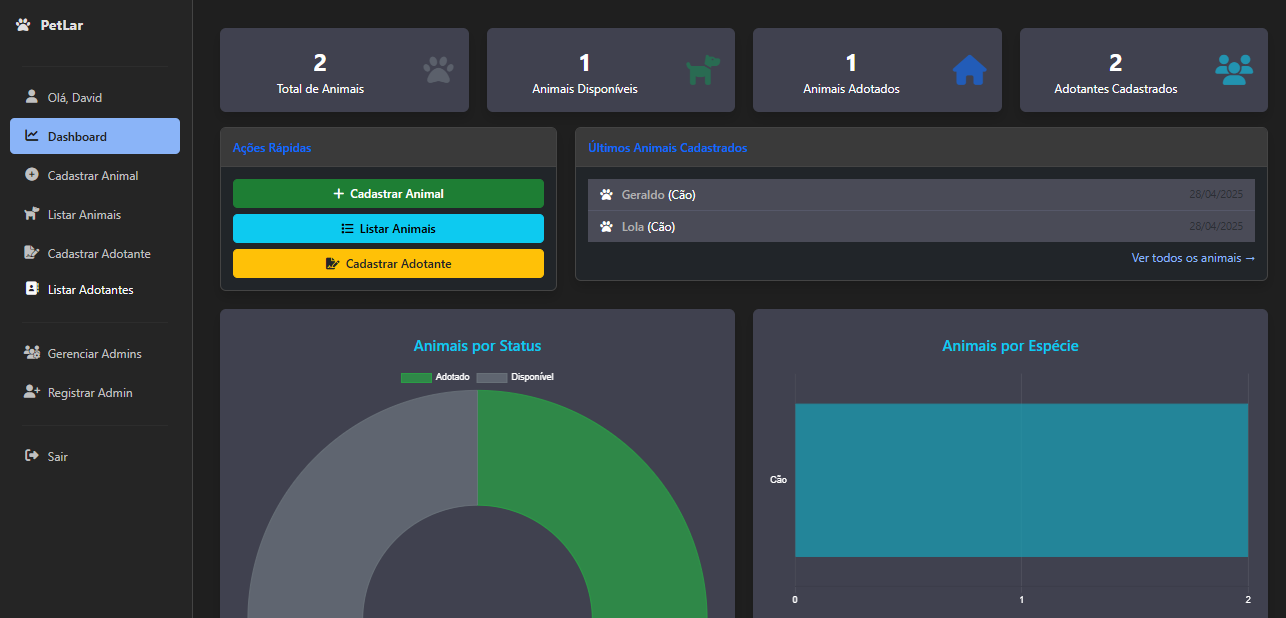 PetLar
Olá, David
Dashboard
Cadastrar Animal
Listar Animais
Cadastrar Adotante
Listar Adotantes
Gerenciar Admins
Registrar Admin
Sair
2
Total de Animais
1
Animais Disponíveis
1
Animais Adotados
2
Adotantes Cadastrados
Ações Rápidas
Cadastrar Animal
Listar Animais
Cadastrar Adotante
Últimos Animais Cadastrados
Geraldo (Cão) 28/04/2025
Lola (Cão) 28/04/2025
Ver todos os animais →
Animais por Status
Adotado Disponível
Animais por Espécie
Cão
0 1 2